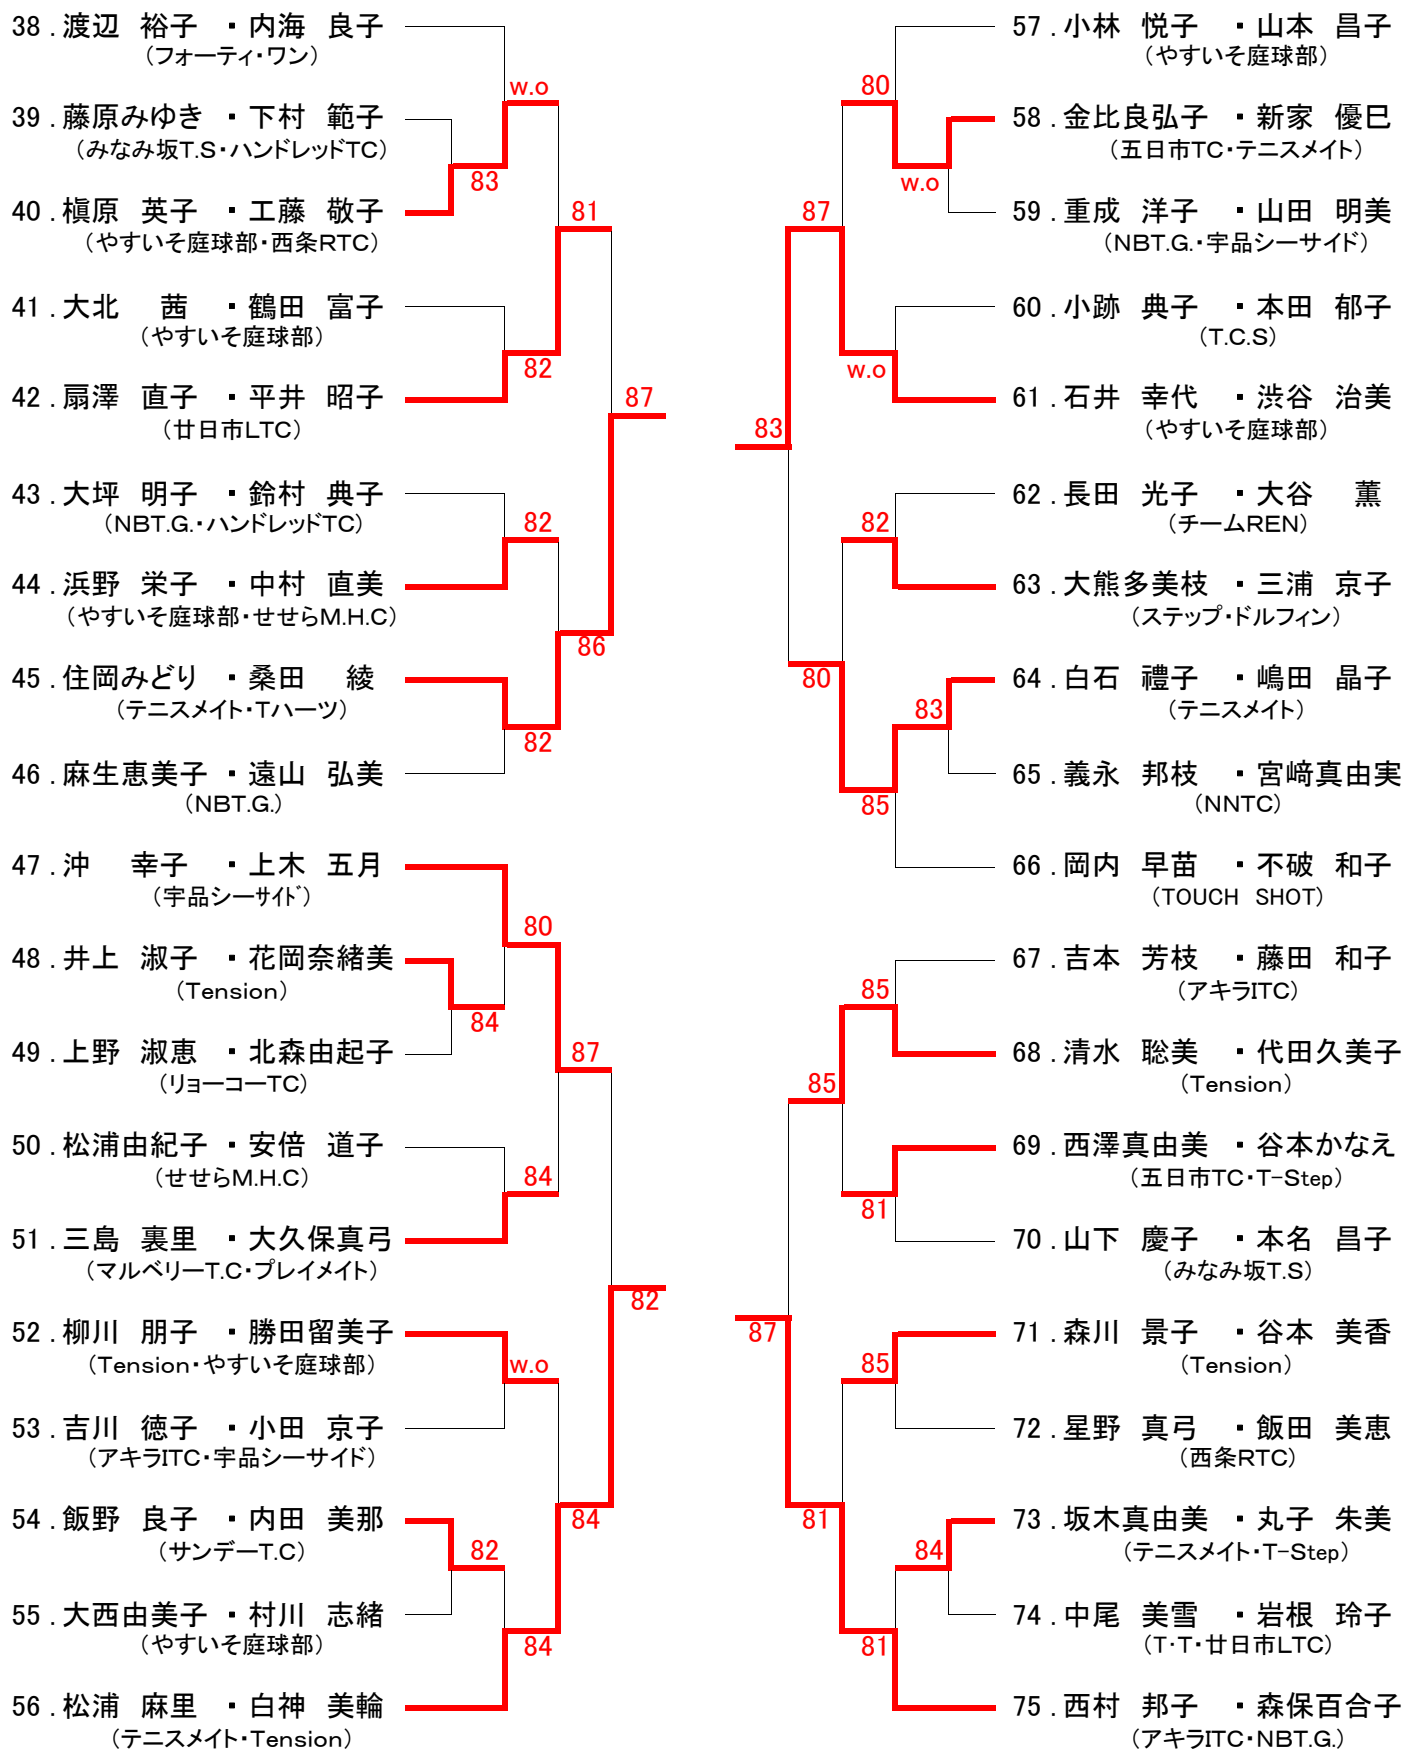 38．渡辺　裕子　・内海　良子
（フォーティ・ワン）
w.o
39．藤原みゆき　・下村　範子
（みなみ坂T.S・ハンドレッドTC）
83
40．槇原　英子　・工藤　敬子
（やすいそ庭球部・西条RTC）
81
41．大北　　茜　・鶴田　富子
（やすいそ庭球部）
82
42．扇澤　直子　・平井　昭子
（廿日市LTC）
87
43．大坪　明子　・鈴村　典子
（NBT.G.・ハンドレッドTC）
82
44．浜野　栄子　・中村　直美
（やすいそ庭球部・せせらM.H.C）
86
45．住岡みどり　・桑田　　綾
（テニスメイト・Tハーツ）
82
46．麻生恵美子　・遠山　弘美
（NBT.G.）
47．沖　　幸子　・上木　五月
（宇品シーサイド）
80
48．井上　淑子　・花岡奈緒美
（Tension）
84
49．上野　淑恵　・北森由起子
（リョーコーTC）
87
50．松浦由紀子　・安倍　道子
（せせらM.H.C）
84
51．三島　裏里　・大久保真弓
（マルベリーT.C・プレイメイト）
82
52．柳川　朋子　・勝田留美子
（Tension・やすいそ庭球部）
w.o
53．吉川　徳子　・小田　京子
（アキラITC・宇品シーサイド）
54．飯野　良子　・内田　美那
（サンデーT.C）
84
82
55．大西由美子　・村川　志緒
（やすいそ庭球部）
84
56．松浦　麻里　・白神　美輪
（テニスメイト・Tension）
57．小林　悦子　・山本　昌子
（やすいそ庭球部）
80
58．金比良弘子　・新家　優巳
（五日市TC・テニスメイト）
w.o
59．重成　洋子　・山田　明美
（NBT.G.・宇品シーサイド）
87
60．小跡　典子　・本田　郁子
（T.C.S）
w.o
61．石井　幸代　・渋谷　治美
（やすいそ庭球部）
83
62．長田　光子　・大谷　　薫
（チームREN）
82
63．大熊多美枝　・三浦　京子
（ステップ・ドルフィン）
80
64．白石　禮子　・嶋田　晶子
（テニスメイト）
83
65．義永　邦枝　・宮﨑真由実
（NNTC）
85
66．岡内　早苗　・不破　和子
（TOUCH　SHOT）
67．吉本　芳枝　・藤田　和子
（アキラITC）
85
68．清水　聡美　・代田久美子
（Tension）
85
69．西澤真由美　・谷本かなえ
（五日市TC・T-Step）
81
70．山下　慶子　・本名　昌子
（みなみ坂T.S）
87
71．森川　景子　・谷本　美香
（Tension）
85
72．星野　真弓　・飯田　美恵
（西条RTC）
81
73．坂木真由美　・丸子　朱美
（テニスメイト・T-Step）
84
74．中尾　美雪　・岩根　玲子
（T・T・廿日市LTC）
81
75．西村　邦子　・森保百合子
（アキラITC・NBT.G.）